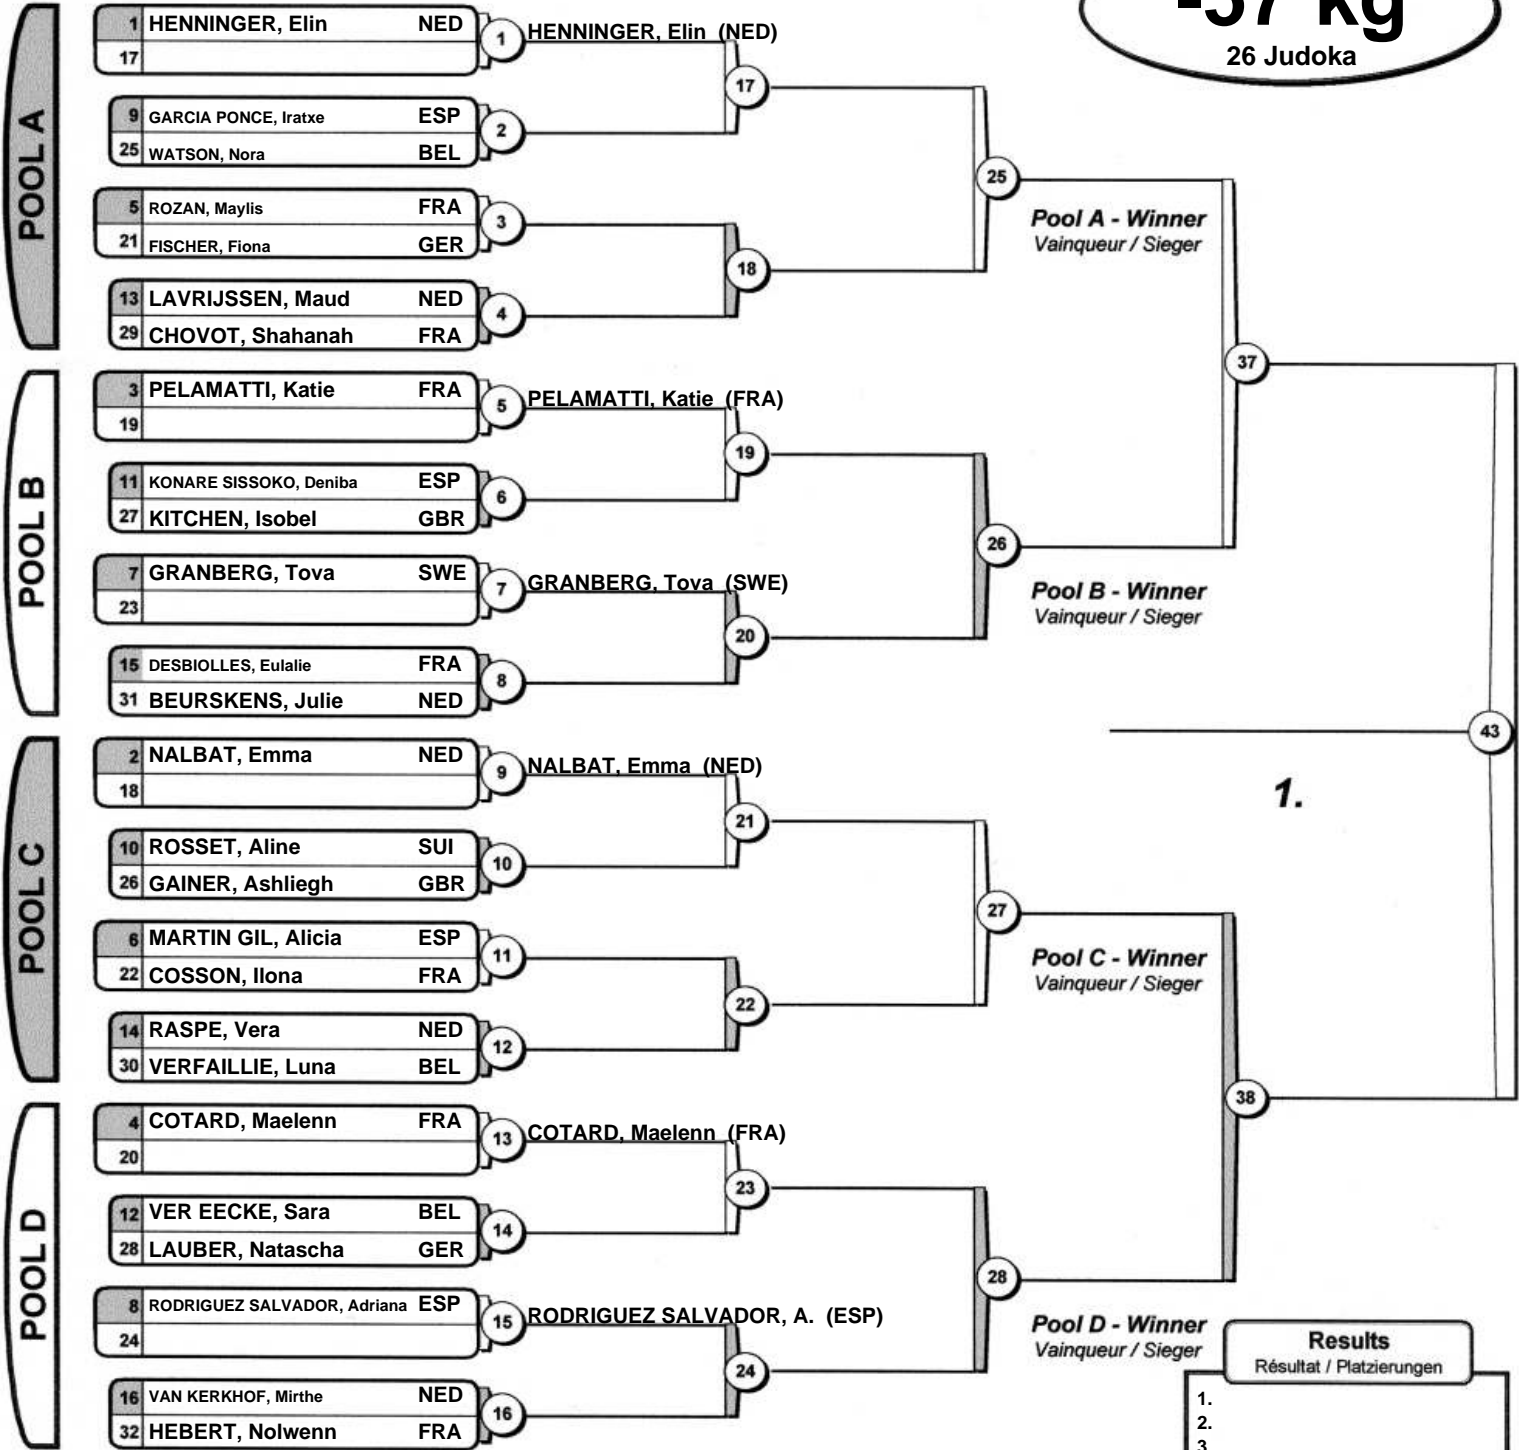 -57 kg
26 Judoka
POOL A
1 HENNINGER, Elin NED
17
1 HENNINGER, Elin (NED)
9 GARCIA PONCE, Iratxe ESP
25 WATSON, Nora BEL
2
17
5 ROZAN, Maylis FRA
21 FISCHER, Fiona GER
3
13 LAVRIJSSEN, Maud NED
29 CHOVOT, Shahanah FRA
4
18
25
Pool A - Winner
Vainqueur / Sieger
POOL B
3 PELAMATTI, Katie FRA
19
5 PELAMATTI, Katie (FRA)
11 KONARE SISSOKO, Deniba ESP
27 KITCHEN, Isobel GBR
6
19
7 GRANBERG, Tova SWE
23
7 GRANBERG, Tova (SWE)
15 DESBIOLLES, Eulalie FRA
31 BEURSKENS, Julie NED
8
20
26
Pool B - Winner
Vainqueur / Sieger
37
POOL C
2 NALBAT, Emma NED
18
9 NALBAT, Emma (NED)
10 ROSSET, Aline SUI
26 GAINER, Ashliegh GBR
10
21
6 MARTIN GIL, Alicia ESP
22 COSSON, Ilona FRA
11
14 RASPE, Vera NED
30 VERFAILLIE, Luna BEL
12
22
27
Pool C - Winner
Vainqueur / Sieger
POOL D
4 COTARD, Maelenn FRA
20
13 COTARD, Maelenn (FRA)
12 VER EECKE, Sara BEL
28 LAUBER, Natascha GER
14
23
8 RODRIGUEZ SALVADOR, Adriana ESP
24
15 RODRIGUEZ SALVADOR, A. (ESP)
16 VAN KERKHOF, Mirthe NED
32 HEBERT, Nolwenn FRA
16
24
28
Pool D - Winner
Vainqueur / Sieger
38
43
1.
Results
Résultat / Platzierungen
1.
2.
3.